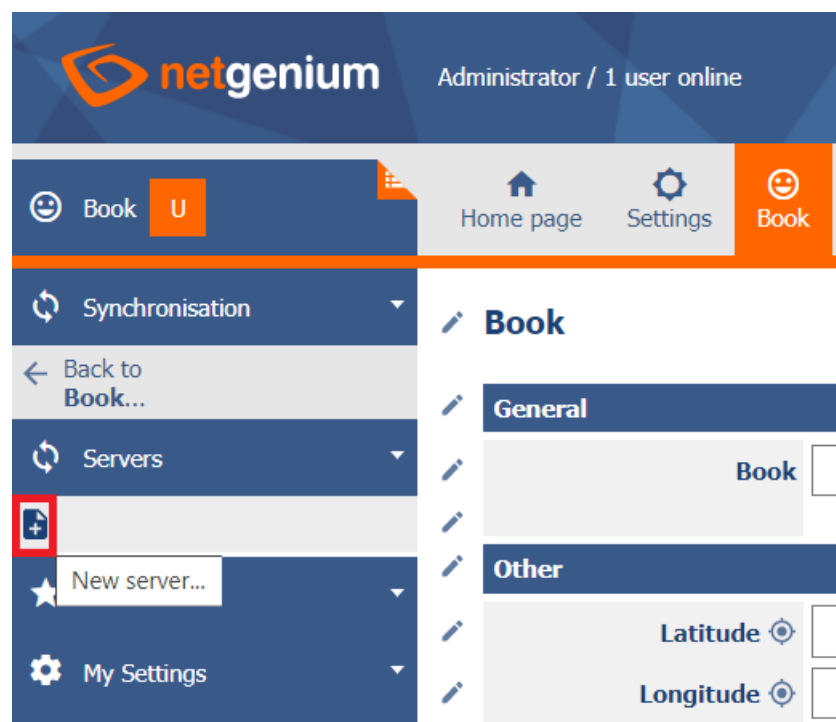 netgenium
Administrator / 1 user online
Book U
Home page
Settings
Book
Synchronisation
Back to
Book...
Servers
New server...
My Settings
Book
General
Book
Other
Latitude
Longitude